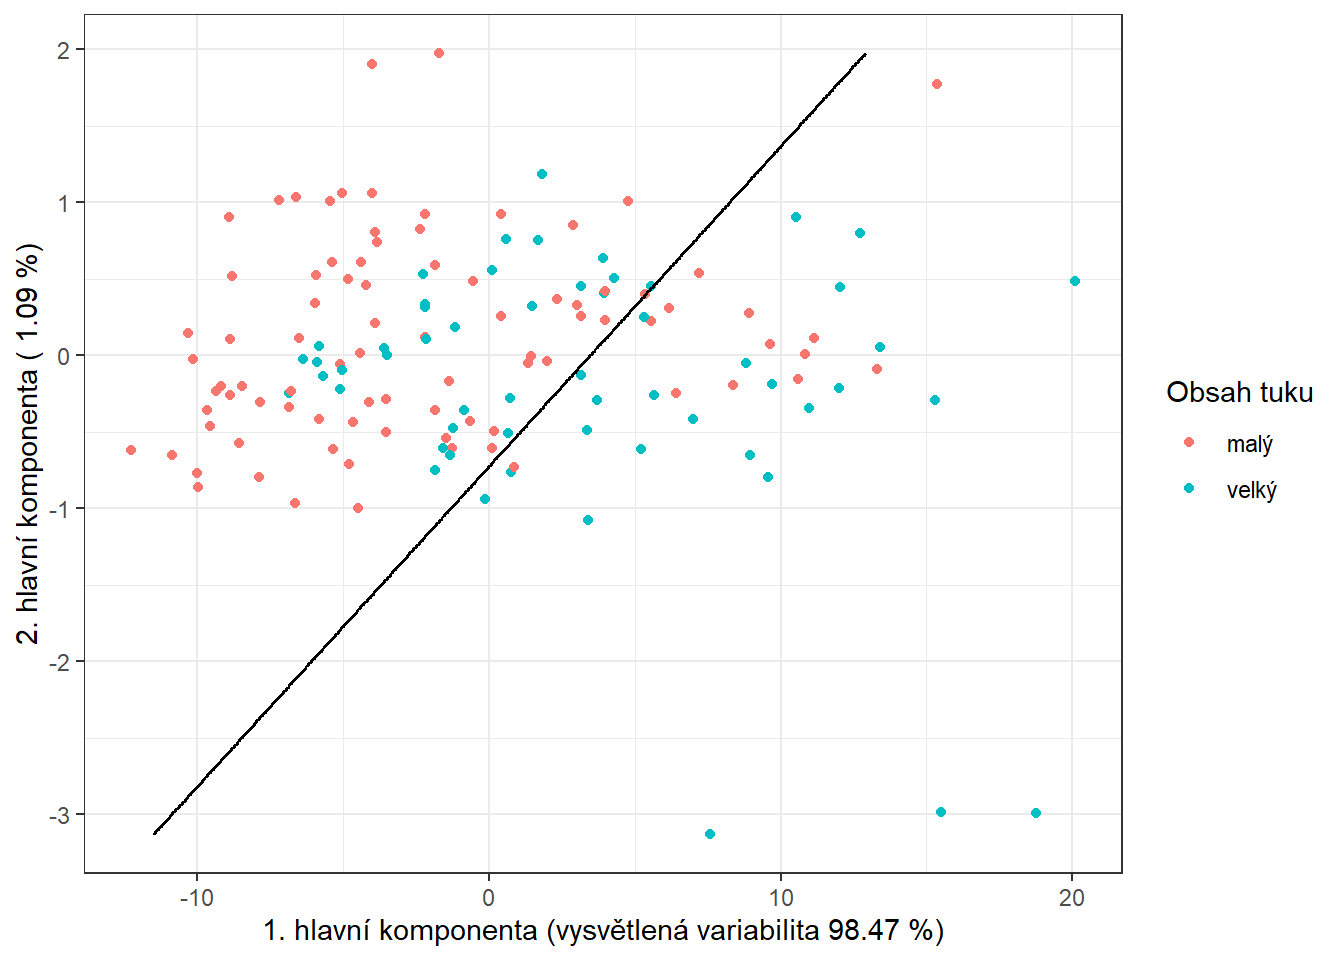 2
1
0
-1
-2
-3
2. hlavní komponenta ( 1.09 %)
-10
0
10
20
1. hlavní komponenta (vysvětlená variabilita 98.47 %)
Obsah tuku
malý
velký